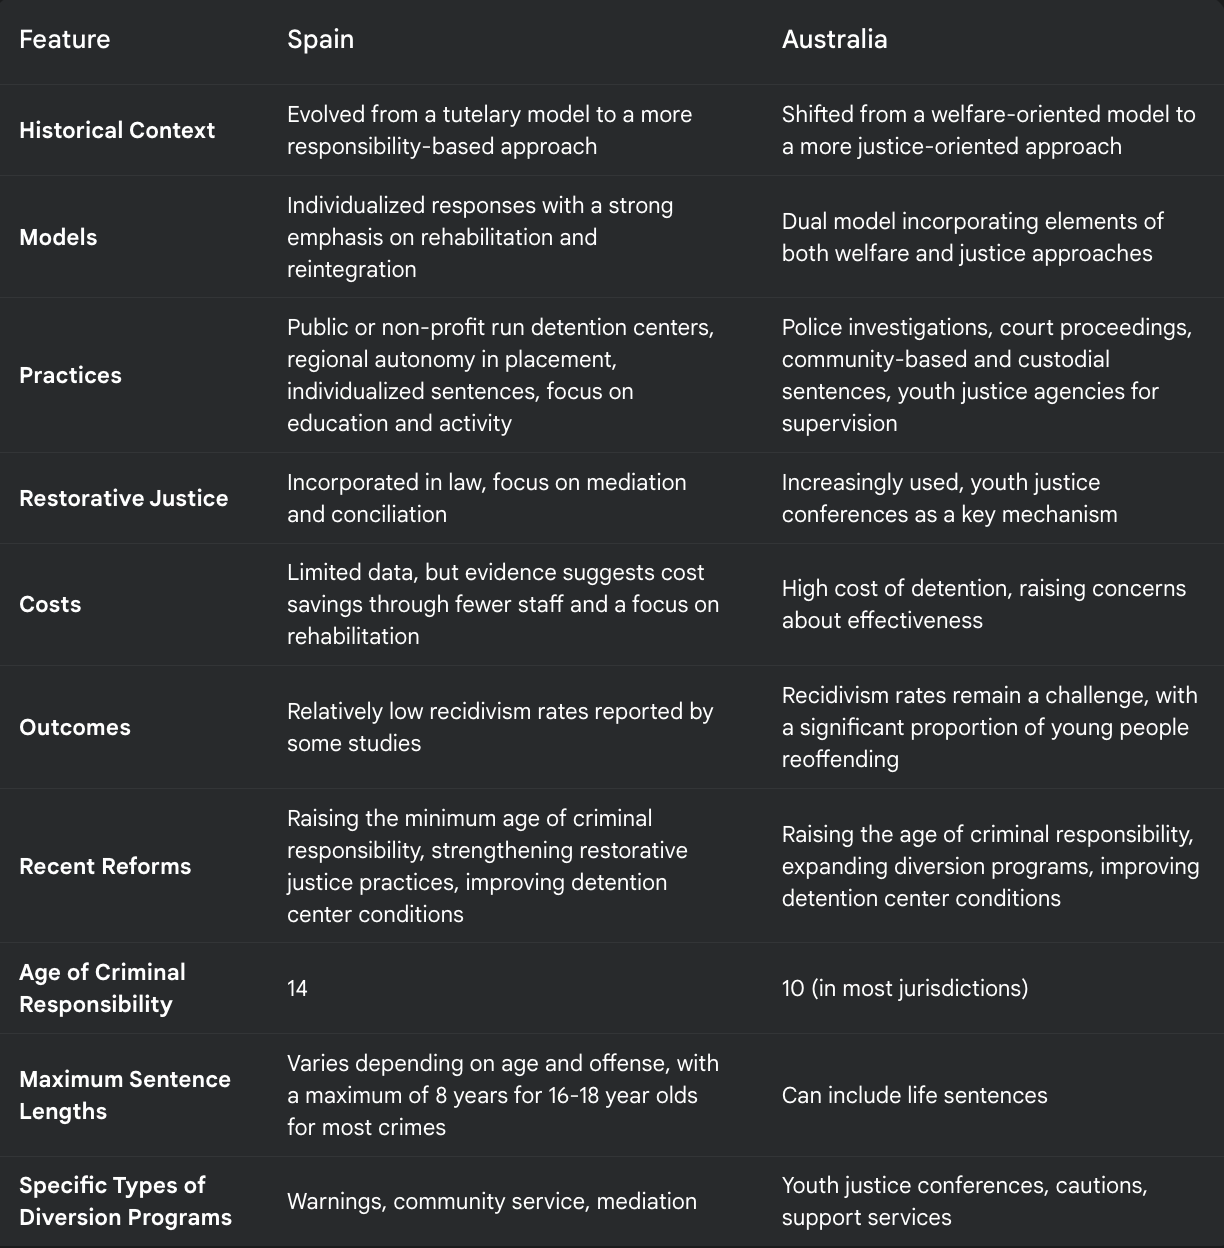 Feature
Spain
Australia
Historical Context
Evolved from a tutelary model to a more
responsibility-based approach
Shifted from a welfare-oriented model to
a more justice-oriented approach
Models
Individualized responses with a strong
emphasis on rehabilitation and
reintegration
Dual model incorporating elements of
both welfare and justice approaches
Practices
Public or non-profit run detention centers,
regional autonomy in placement,
individualized sentences, focus on
education and activity
Police investigations, court proceedings,
community-based and custodial
sentences, youth justice agencies for
supervision
Restorative Justice
Incorporated in law, focus on mediation
and conciliation
Increasingly used, youth justice
conferences as a key mechanism
Costs
Limited data, but evidence suggests cost
savings through fewer staff and a focus on
rehabilitation
High cost of detention, raising concerns
about effectiveness
Outcomes
Relatively low recidivism rates reported by
some studies
Recidivism rates remain a challenge, with
a significant proportion of young people
reoffending
Recent Reforms
Raising the minimum age of criminal
responsibility, strengthening restorative
justice practices, improving detention
center conditions
Raising the age of criminal responsibility,
expanding diversion programs, improving
detention center conditions
Age of Criminal
Responsibility
14
10 (in most jurisdictions)
Maximum Sentence
Lengths
Varies depending on age and offense, with
a maximum of 8 years for 16-18 year olds
for most crimes
Can include life sentences
Specific Types of
Diversion Programs
Warnings, community service, mediation
Youth justice conferences, cautions,
support services